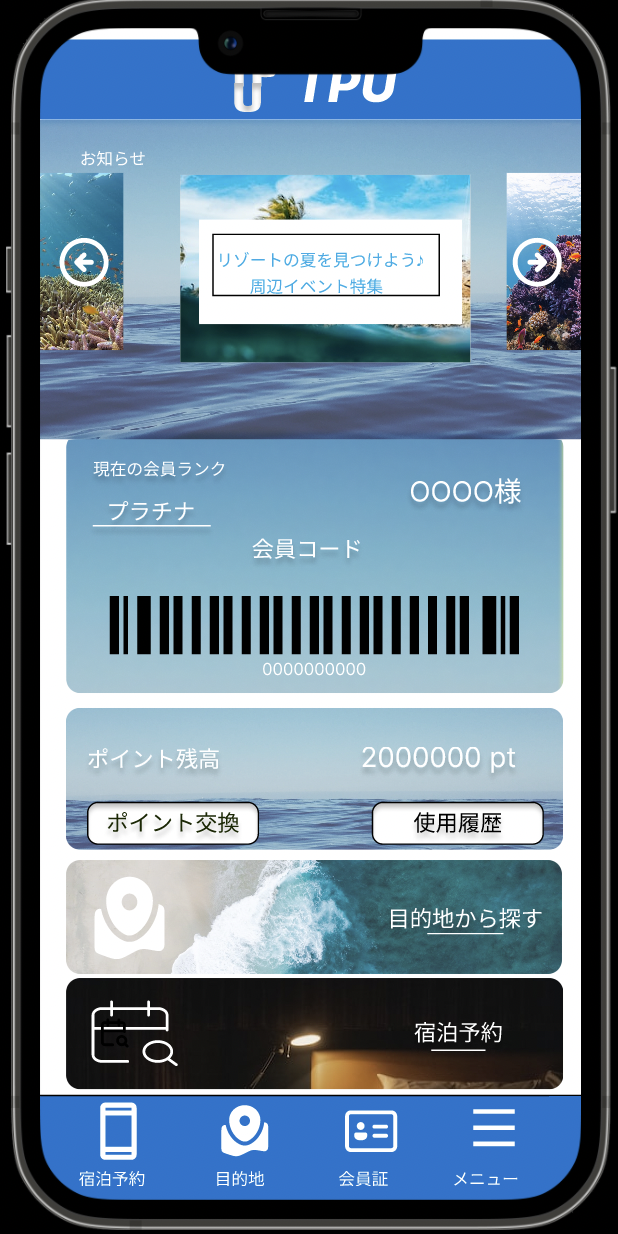 TPU
お知らせ
リゾートの夏を見つけよう♪
周辺イベント特集
現在の会員ランク
プラチナ
OOOO様
会員コード
0000000000
ポイント残高
2000000 pt
ポイント交換
使用履歴
目的地から探す
宿泊予約
宿泊予約
目的地
会員証
メニュー